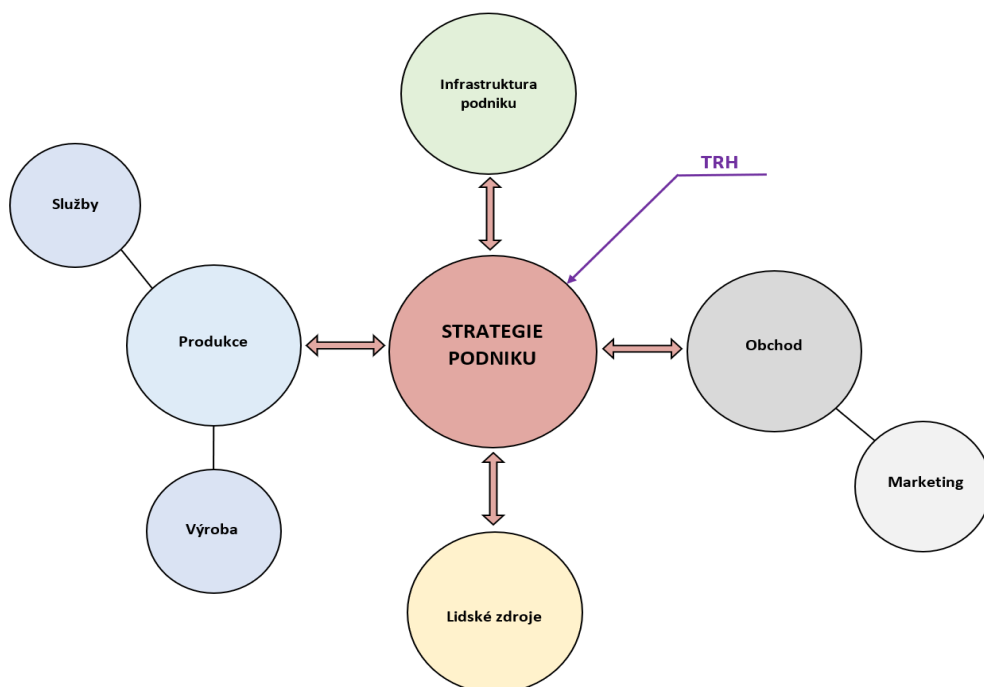 Infrastruktura
podniku
TRH
Služby
STRATEGIE
PODNIKU
Produkce
Obchod
Marketing
Výroba
Lidské zdroje